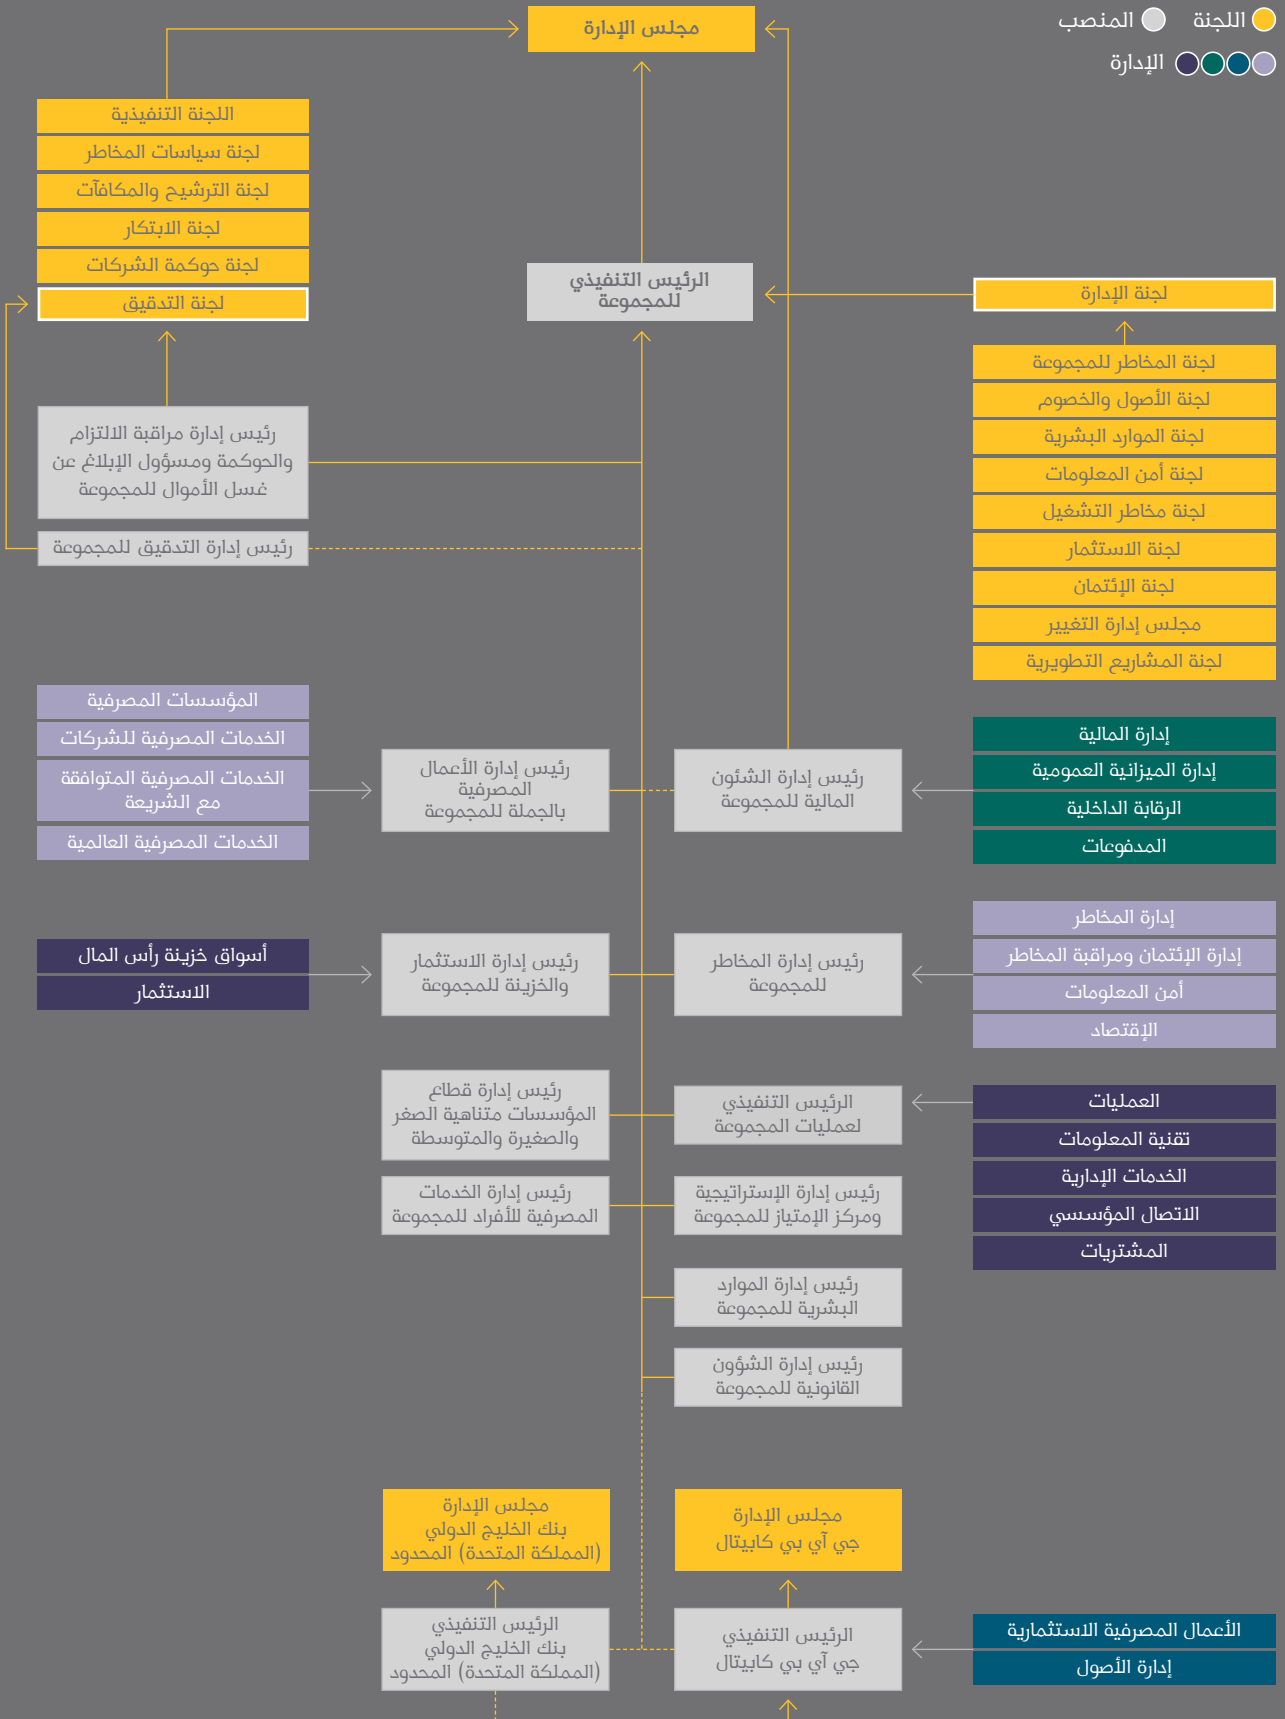 اللجنة
المنصب
الإدارة
مجلس الإدارة
اللجنة التنفيذية
لجنة سياسات المخاطر
لجنة الترشيح والمكافآت
لجنة الابتكار
لجنة حوكمة الشركات
لجنة التدقيق
الرئيس التنفيذي
للمجموعة
لجنة الإدارة
لجنة المخاطر للمجموعة
لجنة الأصول والخصوم
لجنة الموارد البشرية
لجنة أمن المعلومات
لجنة مخاطر التشغيل
لجنة الاستثمار
لجنة الإئتمان
مجلس إدارة التغيير
لجنة المشاريع التطويرية
رئيس إدارة مراقبة الالتزام
والحوكمة ومسؤول الإبلاغ عن
غسل الأموال للمجموعة
رئيس إدارة التدقيق للمجموعة
إدارة المالية
إدارة الميزانية العمومية
الرقابة الداخلية
المدفوعات
رئيس إدارة الشئون
المالية للمجموعة
رئيس إدارة الأعمال
المصرفية
بالجملة للمجموعة
المؤسسات المصرفية
الخدمات المصرفية للشركات
الخدمات المصرفية المتوافقة
مع الشريعة
الخدمات المصرفية العالمية
إدارة المخاطر
إدارة الإئتمان ومراقبة المخاطر
أمن المعلومات
الإقتصاد
رئيس إدارة المخاطر
للمجموعة
رئيس إدارة الاستثمار
والخزينة للمجموعة
أسواق خزينة رأس المال
الاستثمار
العمليات
تقنية المعلومات
الخدمات الإدارية
الاتصال المؤسسي
المشتريات
الرئيس التنفيذي
لعمليات المجموعة
رئيس إدارة قطاع
المؤسسات متناهية الصغر
والصغيرة والمتوسطة
رئيس إدارة الإستراتيجية
ومركز الإمتياز للمجموعة
رئيس إدارة الخدمات
المصرفية للأفراد للمجموعة
رئيس إدارة الموارد
البشرية للمجموعة
رئيس إدارة الشؤون
القانونية للمجموعة
مجلس الإدارة
جي آي بي كابيتال
مجلس الإدارة
بنك الخليج الدولي
(المملكة المتحدة) المحدود
الأعمال المصرفية الاستثمارية
إدارة الأصول
الرئيس التنفيذي
جي آي بي كابيتال
الرئيس التنفيذي
بنك الخليج الدولي
(المملكة المتحدة) المحدود